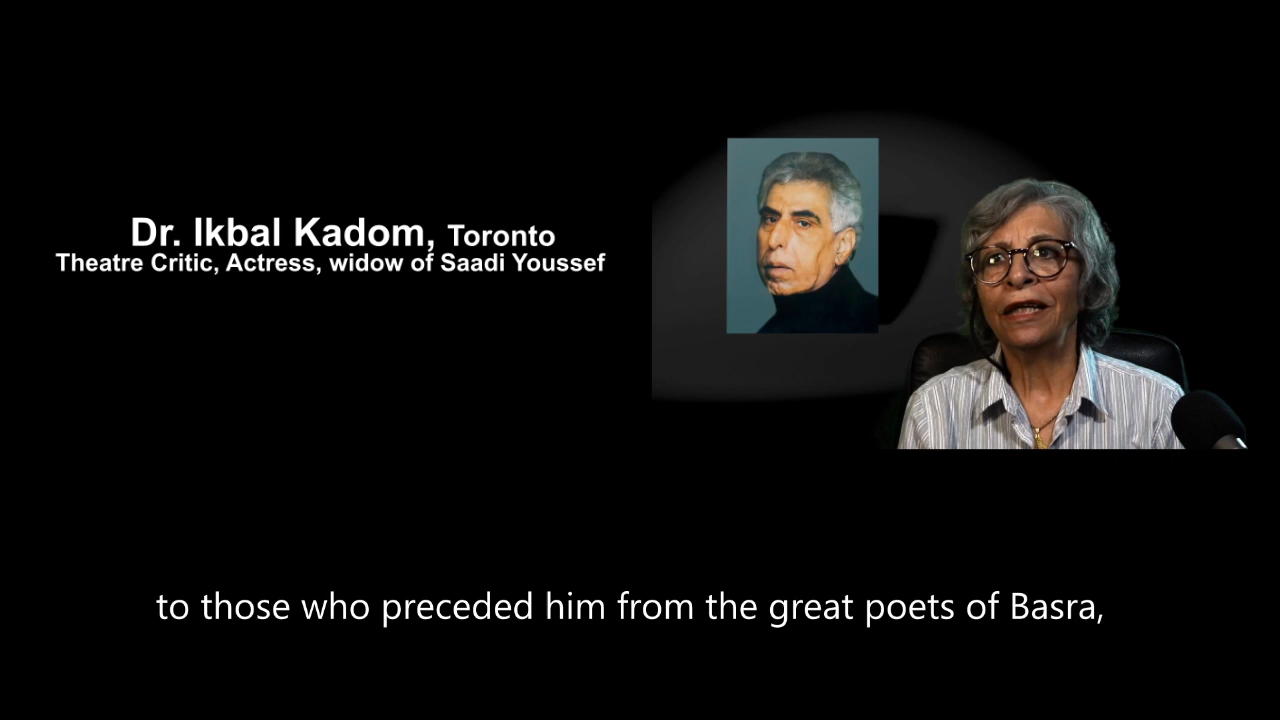 Dr. Ikbal Kadom, Toronto
Theatre Critic, Actress, widow of Saadi Youssef
to those who preceded him from the great poets of Basra,